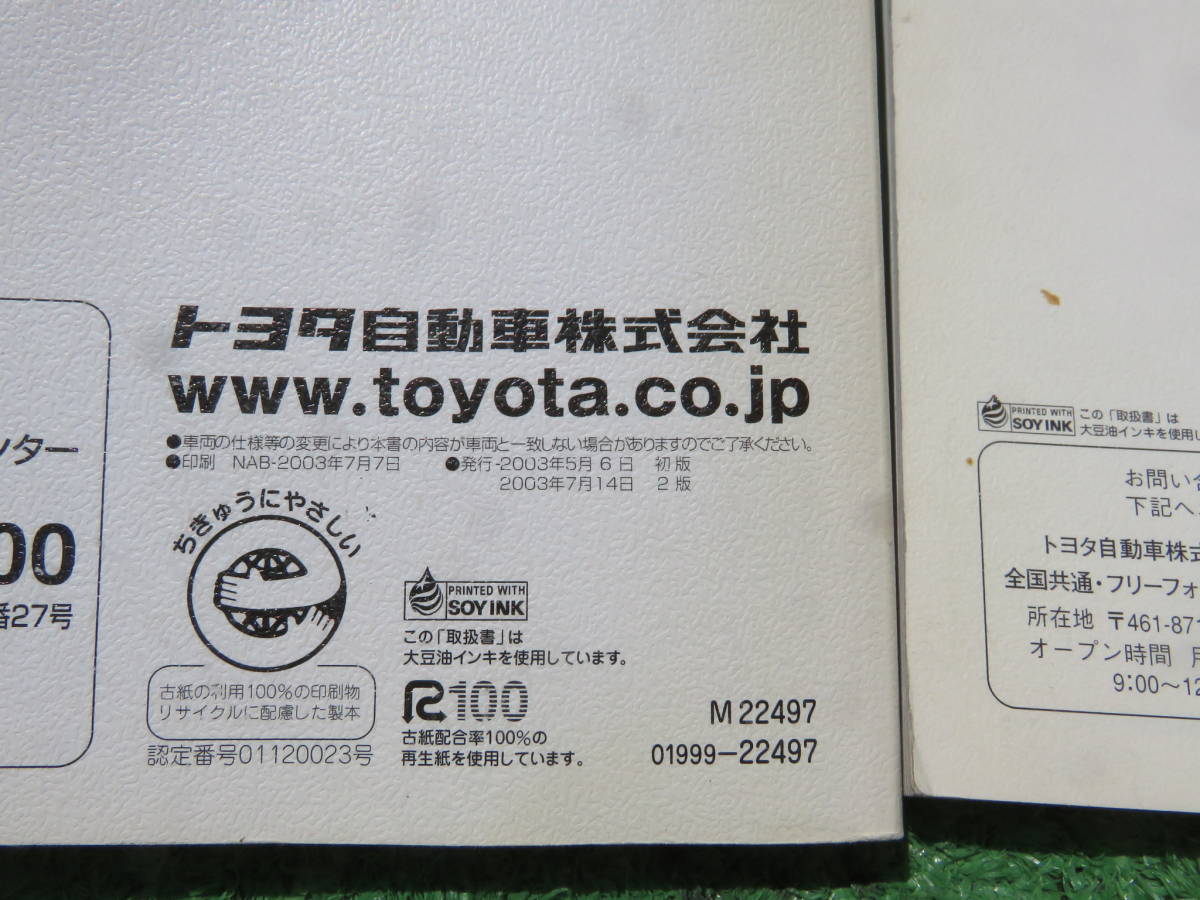 ンター
00
番27号
トヨタ自動車株式会社
www.toyota.co.jp
●車両の仕様等の変更により本書の内容が車両と一致しない場合がありますのでご了承ください。
●印刷 NAB-2003年7月7日 ●発行-2003年5月6日 初版
2003年7月14日 2版
ちきゅうにやさしい
古紙の利用100%の印刷物
リサイクルに配慮した製本
認定番号01120023号
PRINTED WITH
SOY INK
この「取扱書」は
大豆油インキを使用しています。
R100
古紙配合率100%の
再生紙を使用しています。
M 22497
01999-22497
PRINTED WITH
SOY INK
この「取扱書」は
大豆油インキを使用し
お問い合
下記へ
トヨタ自動車株式
全国共通・フリーフォ
所在地 〒461-871
オープン時間 月
9:00~12